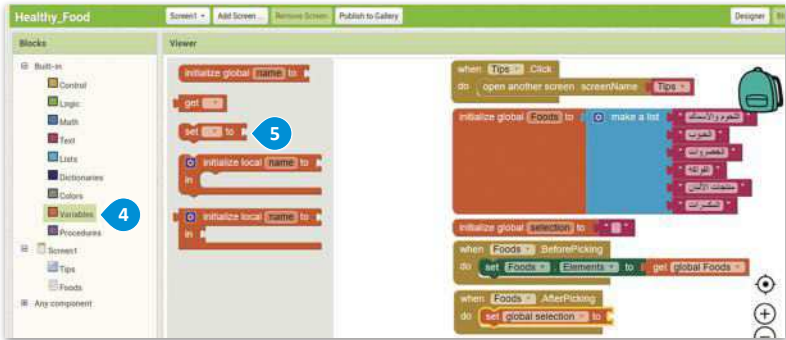 Healthy_Food
Screen1
Add Screen ...
Remove Screen
Publish to Gallery
Designer
Blocks
Viewer
Built-in
Control
Logic
Math
Text
Lists
Dictionaries
Colors
Variables
Procedures
Screen1
Tips
Foods
Any component
4
initialize global name to
get
set to
5
initialize local name to
in
initialize local name to
in
when Tips .Click
do open another screen screenName Tips
initialize global Foods to make a list " اللحوم والأسماك "
" الحبوب "
" الخضروات "
" الفواكه "
" منتجات الألبان "
" السكريات "
initialize global selection to " "
when Foods .BeforePicking
do set Foods . Elements to get global Foods
when Foods .AfterPicking
do set global selection to